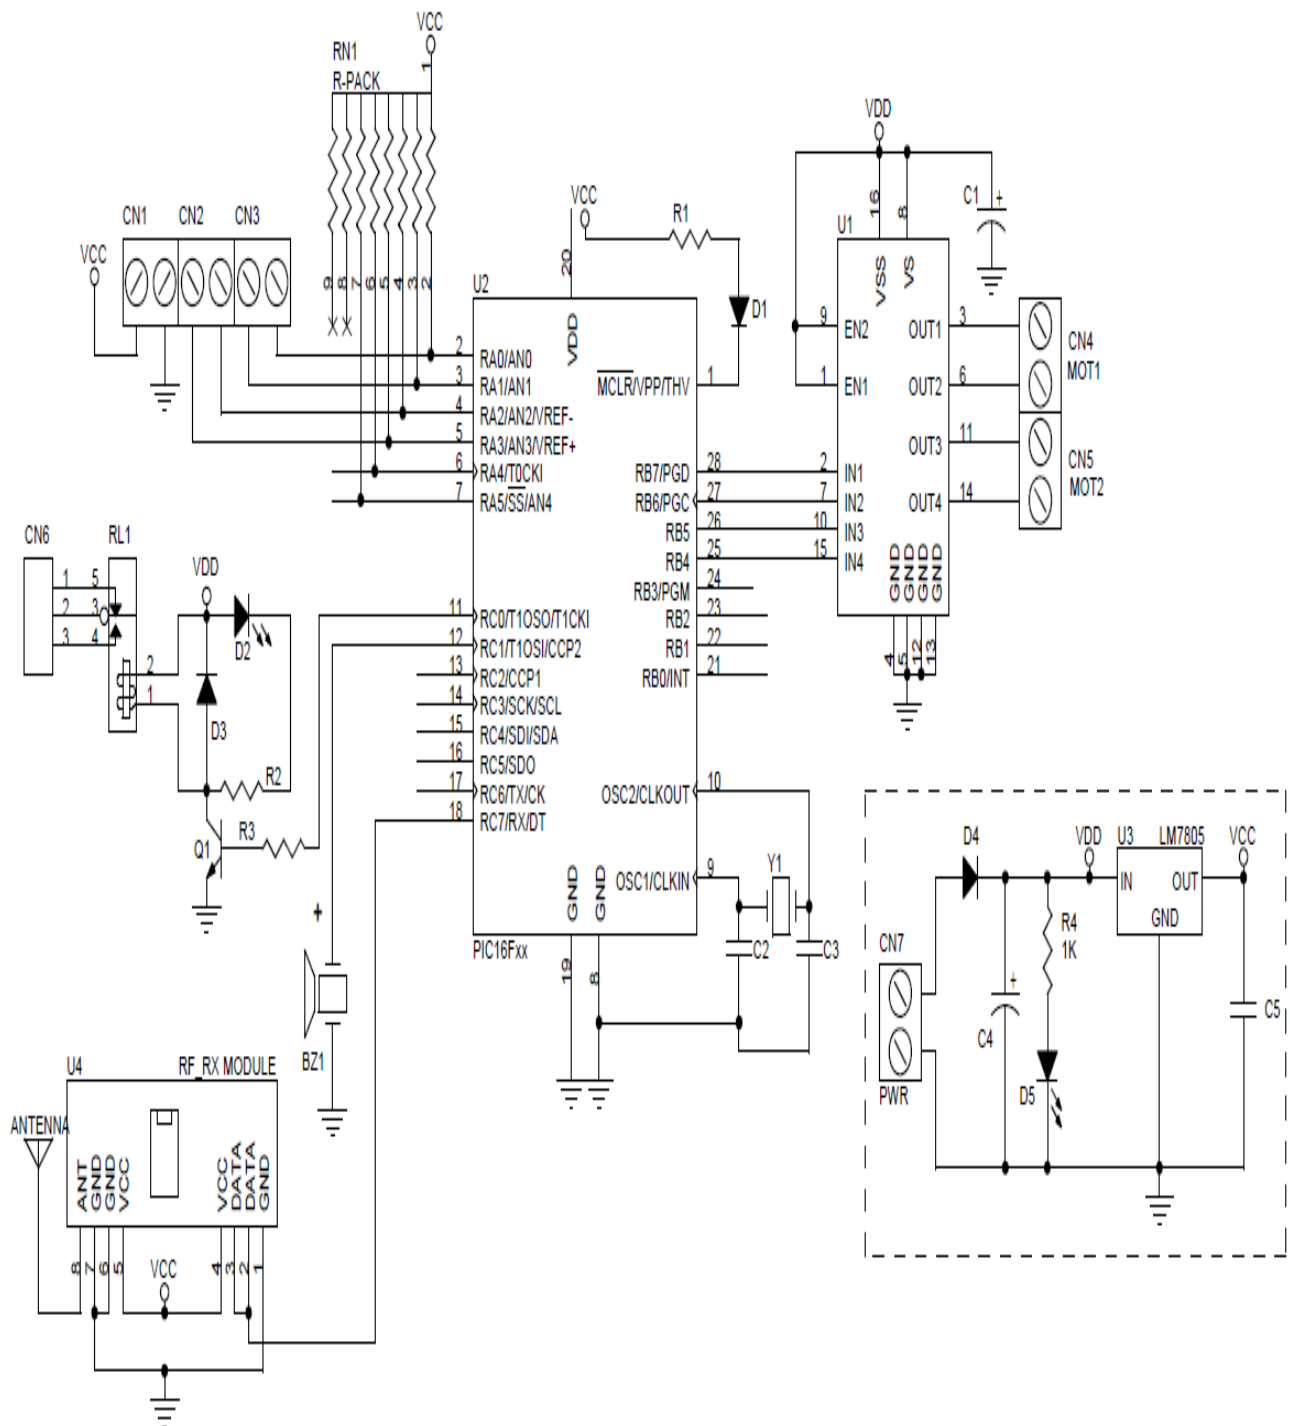 VCC
RN1
R-PACK
1
VDD
CN1 CN2 CN3
VCC
9 8 7 6 5 4 3 2
VCC
R1
C1 +
16 8
U1
VSS VS
U2
20
VDD
D1
2 RA0/AN0
3 RA1/AN1
4 RA2/AN2/VREF-
5 RA3/AN3/VREF+
6 RA4/T0CKI
7 RA5/SS/AN4
MCLR/VPP/THV 1
RB7/PGD 28
RB6/PGC 27
RB5 26
RB4 25
RB3/PGM 24
RB2 23
RB1 22
RB0/INT 21
9 EN2
1 EN1
2 IN1
7 IN2
10 IN3
15 IN4
OUT1 3
OUT2 6
OUT3 11
OUT4 14
GND GND GND GND
4 5 12 13
CN4
MOT1
CN5
MOT2
CN6
RL1
1 5
2 3
3 4
2
1
VDD
D2
D3
R2
R3
Q1
11 RC0/T1OSO/T1CKI
12 RC1/T1OSI/CCP2
13 RC2/CCP1
14 RC3/SCK/SCL
15 RC4/SDI/SDA
16 RC5/SDO
17 RC6/TX/CK
18 RC7/RX/DT
OSC2/CLKOUT 10
OSC1/CLKIN 9
GND GND
19 8
PIC16Fxx
Y1
C2 C3
+
BZ1
D4
VDD
U3 LM7805
VCC
IN OUT
GND
R4
1K
CN7
PWR
+
C4
D5
C5
U4 RF_RX MODULE
ANTENNA
ANT GND GND VCC VCC DATA DATA GND
8 7 6 5 4 3 2 1
VCC